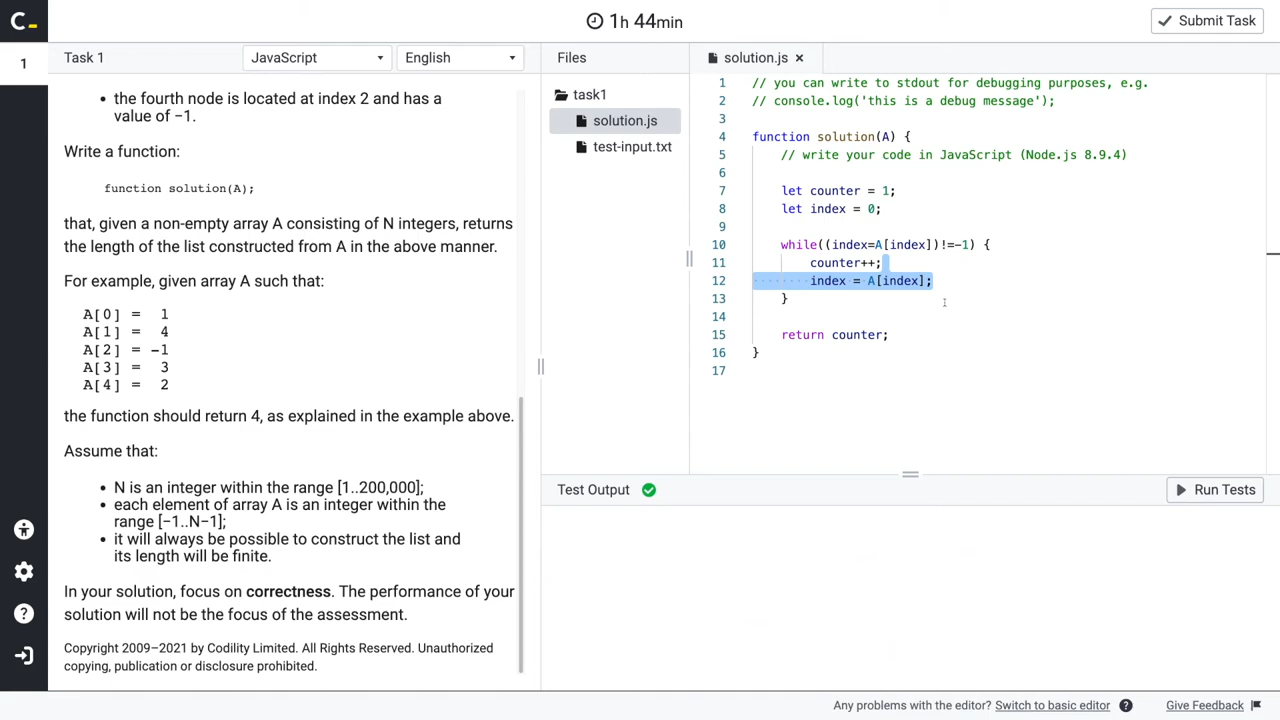 C_
1h 44min
Submit Task
1
Task 1
JavaScript
English
Files
solution.js ×
• the fourth node is located at index 2 and has a
value of −1.
Write a function:
function solution(A);
that, given a non-empty array A consisting of N integers, returns
the length of the list constructed from A in the above manner.
For example, given array A such that:
A[0] = 1
A[1] = 4
A[2] = −1
A[3] = 3
A[4] = 2
the function should return 4, as explained in the example above.
Assume that:
• N is an integer within the range [1..200,000];
• each element of array A is an integer within the
range [−1..N−1];
• it will always be possible to construct the list and
its length will be finite.
In your solution, focus on correctness. The performance of your
solution will not be the focus of the assessment.
Copyright 2009–2021 by Codility Limited. All Rights Reserved. Unauthorized
copying, publication or disclosure prohibited.
task1
solution.js
test-input.txt
1 // you can write to stdout for debugging purposes, e.g.
2 // console.log('this is a debug message');
3
4 function solution(A) {
5 // write your code in JavaScript (Node.js 8.9.4)
6
7 let counter = 1;
8 let index = 0;
9
10 while((index=A[index])!=-1) {
11 counter++;
12 index = A[index];
13 }
14
15 return counter;
16 }
17
Test Output
Run Tests
Any problems with the editor? Switch to basic editor ?
Give Feedback